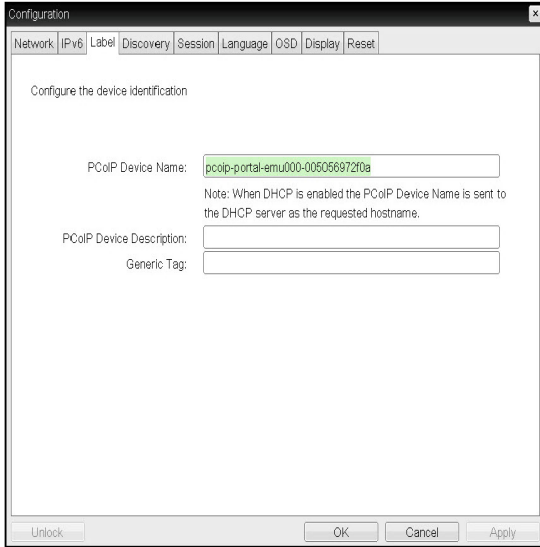 Configuration
x
Network IPv6 Label Discovery Session Language OSD Display Reset
Configure the device identification
PCoIP Device Name: pcoip-portal-emu000-005056972f0a
Note: When DHCP is enabled the PCoIP Device Name is sent to
the DHCP server as the requested hostname.
PCoIP Device Description:
Generic Tag:
Unlock OK Cancel Apply